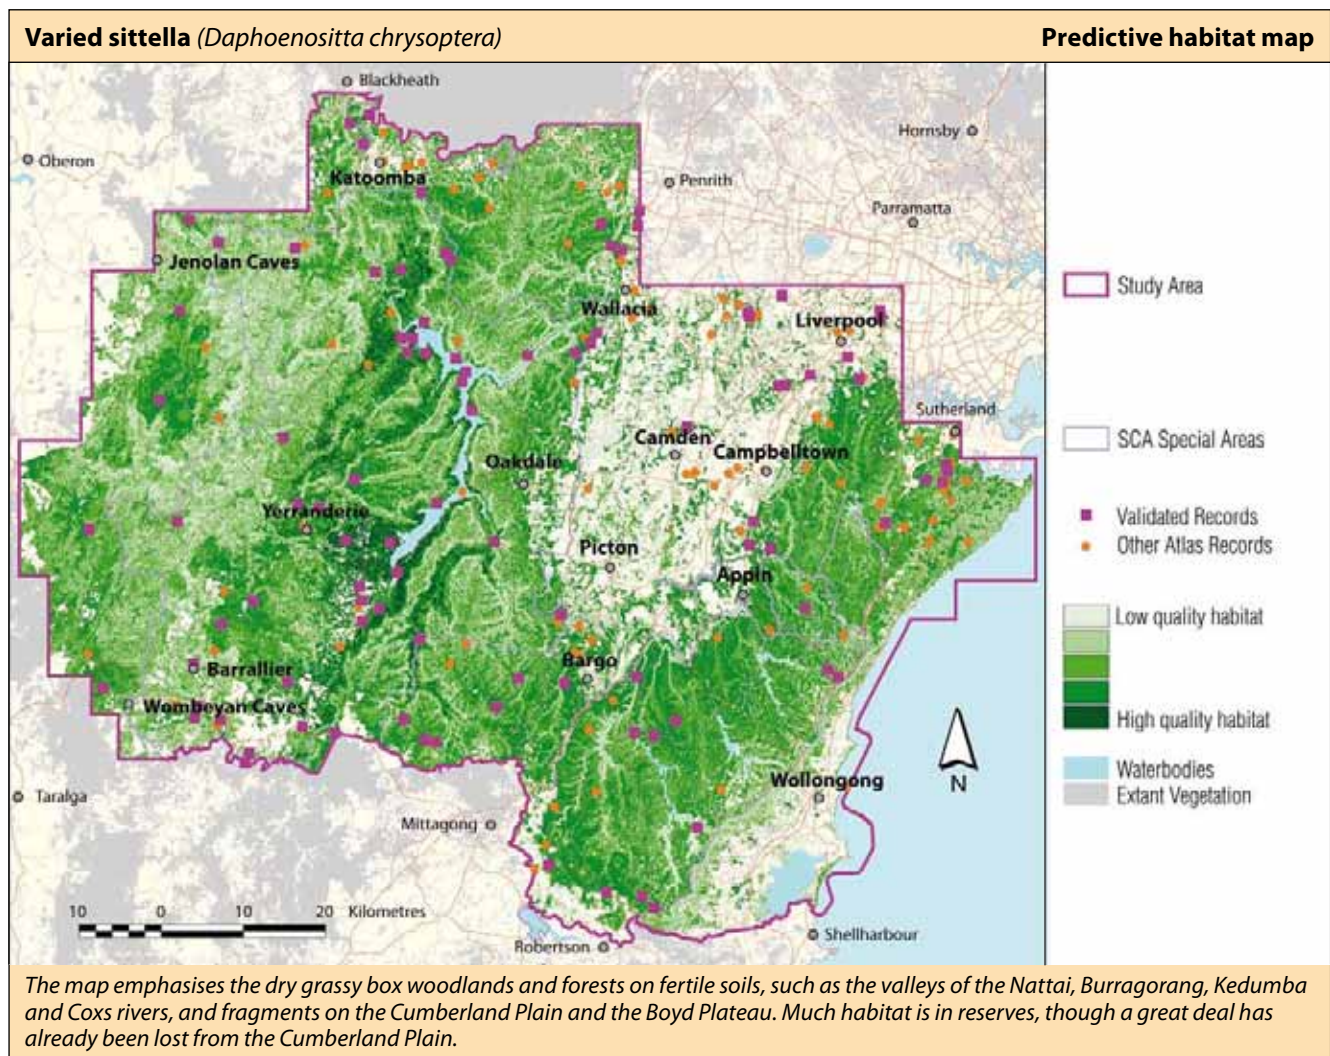 Varied sittella (Daphoenositta chrysoptera)
Predictive habitat map
Blackheath
Hornsby
Oberon
Katoomba
Penrith
Parramatta
Jenolan Caves
Wallacia
Liverpool
Study Area
Sutherland
Camden
Campbelltown
SCA Special Areas
Oakdale
Yerranderie
Validated Records
Other Atlas Records
Picton
Appin
Low quality habitat
Bargo
Barrallier
Wombeyan Caves
High quality habitat
Wollongong
Waterbodies
N
Extant Vegetation
Taralga
Mittagong
10 0 10 20 Kilometres
Robertson
Shellharbour
The map emphasises the dry grassy box woodlands and forests on fertile soils, such as the valleys of the Nattai, Burragorang, Kedumba
and Coxs rivers, and fragments on the Cumberland Plain and the Boyd Plateau. Much habitat is in reserves, though a great deal has
already been lost from the Cumberland Plain.